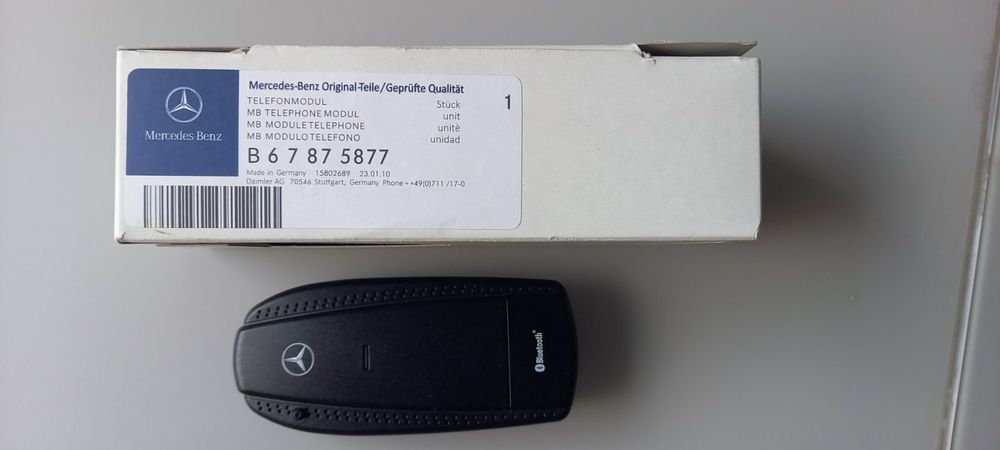 Mercedes-Benz Original-Teile/Geprüfte Qualität
TELEFONMODUL Stück 1
MB TELEPHONE MODUL unit
MB MODULE TELEPHONE unitè
MB MODULO TELEFONO unidad
Mercedes Benz
B 6 7 87 5877
Made in Germany 15802689 23.01.10
Daimler AG 70546 Stuttgart, Germany Phone ++49(0)711 /17-0
Bluetooth®